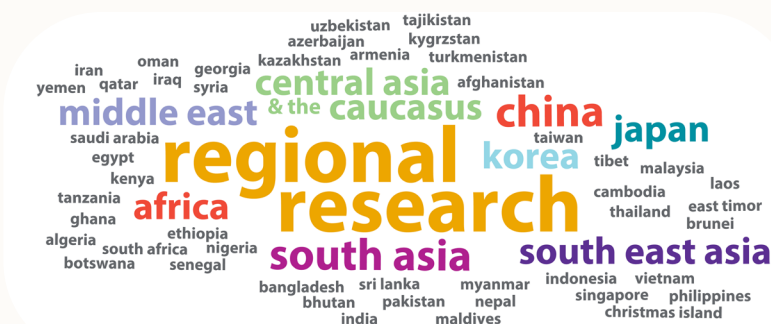 uzbekistan tajikistan
azerbaijan kygrzstan
kazakhstan armenia turkmenistan
iran oman georgia
yemen qatar iraq syria
central asia afghanistan
middle east & the caucasus china
japan
saudi arabia regional taiwan
egypt korea tibet malaysia
kenya laos
tanzania africa research cambodia
ghana thailand east timor
brunei
algeria ethiopia
south africa nigeria
botswana senegal
south asia south east asia
bangladesh sri lanka myanmar indonesia vietnam
bhutan pakistan nepal singapore philippines
india maldives christmas island